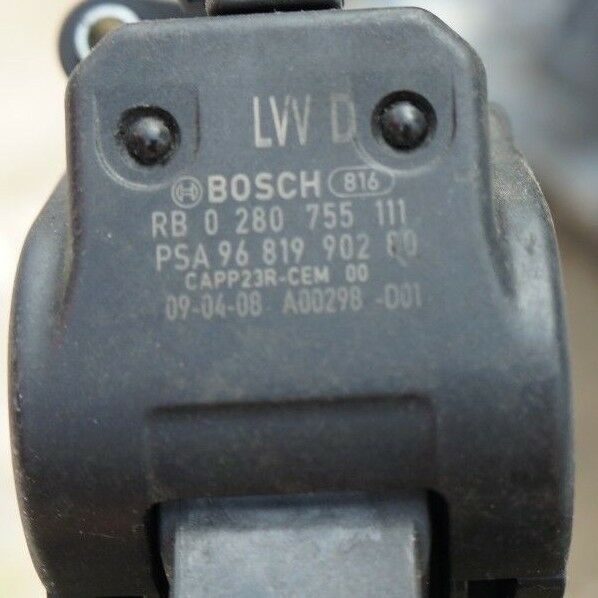 LVV D
BOSCH 816
RB 0 280 755 111
PSA 96 819 902 80
CAPP23R-CEM 00
09-04-08 A00298 -D01